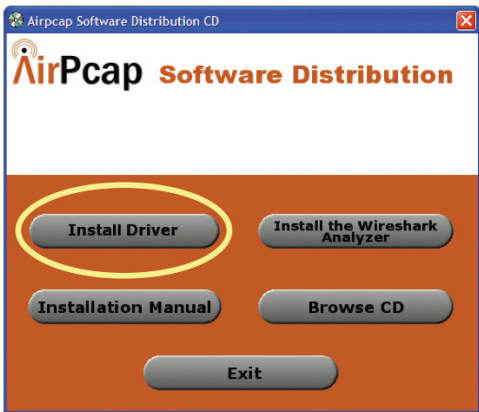 Airpcap Software Distribution CD
AirPcap Software Distribution
Install Driver
Install the Wireshark
Analyzer
Installation Manual
Browse CD
Exit